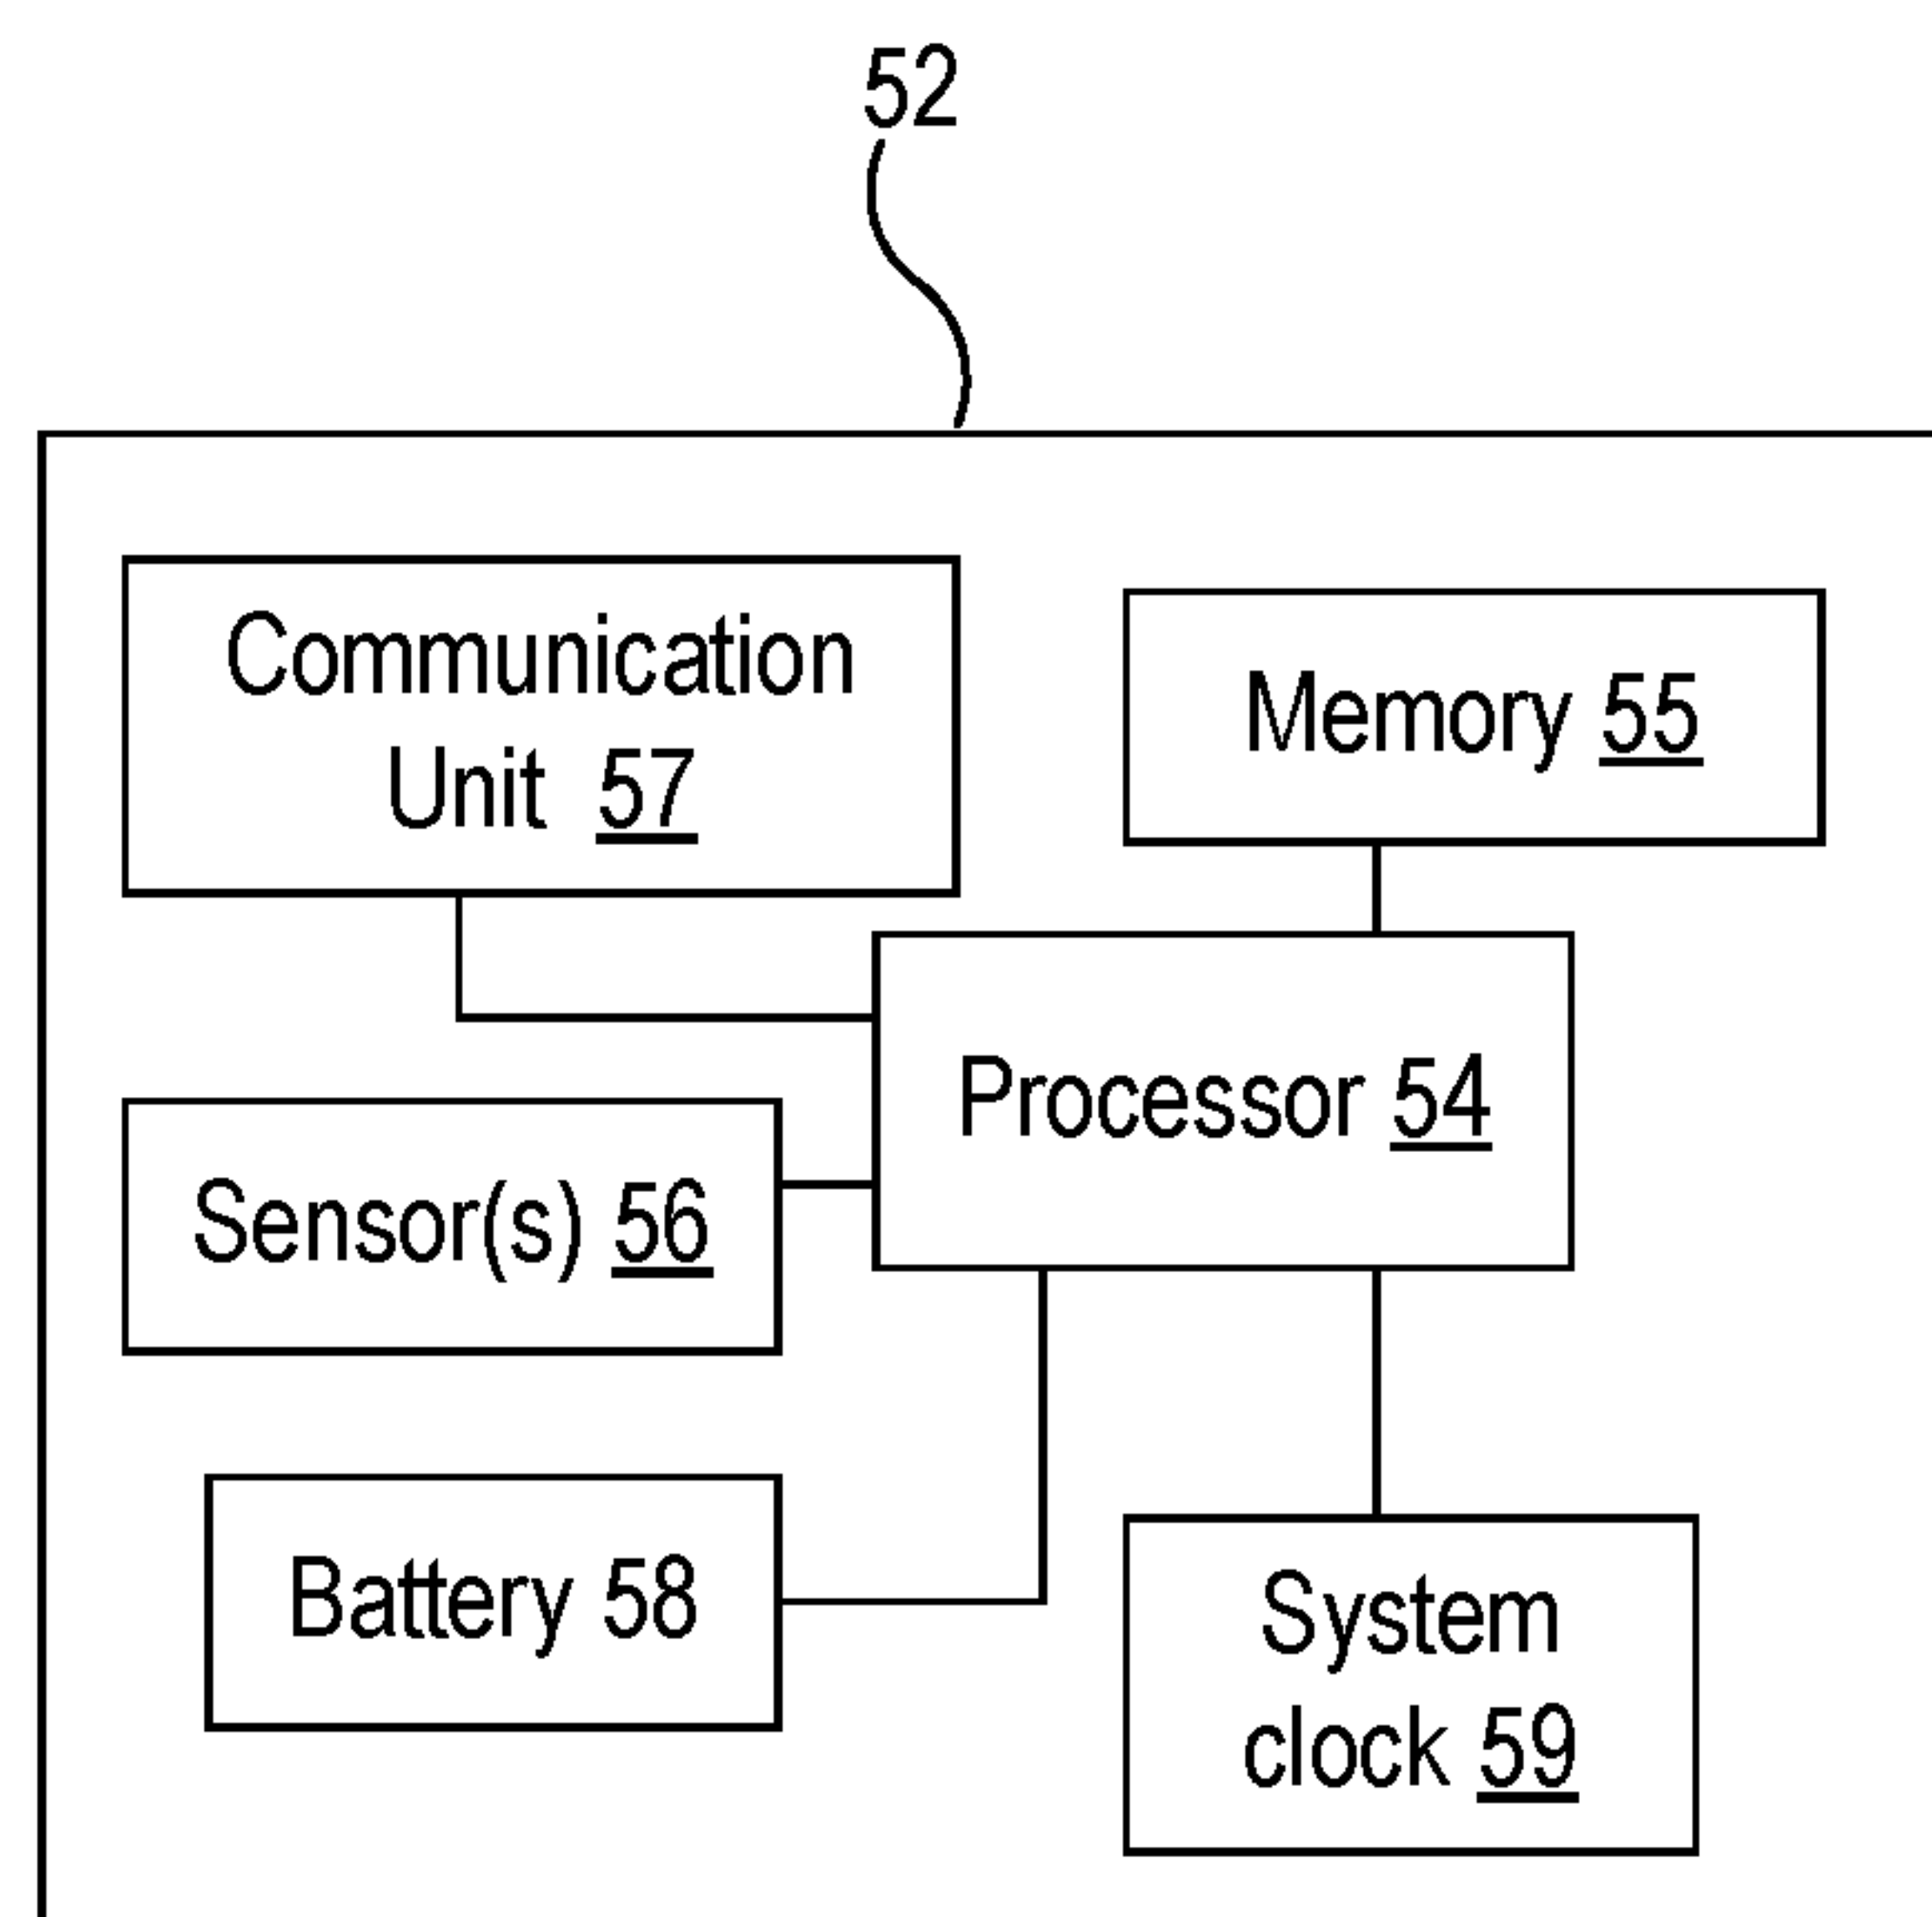 52
Communication
Unit 57
Memory 55
Processor 54
Sensor(s) 56
Battery 58
System
clock 59